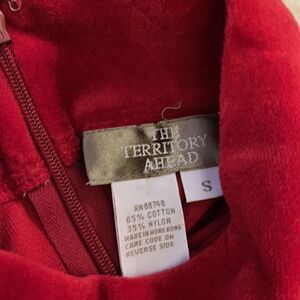 THE
TERRITORY
AHEAD
S
RN88748
65% COTTON
35% NYLON
MADE IN HONG KONG
CARE CODE ON
REVERSE SIDE